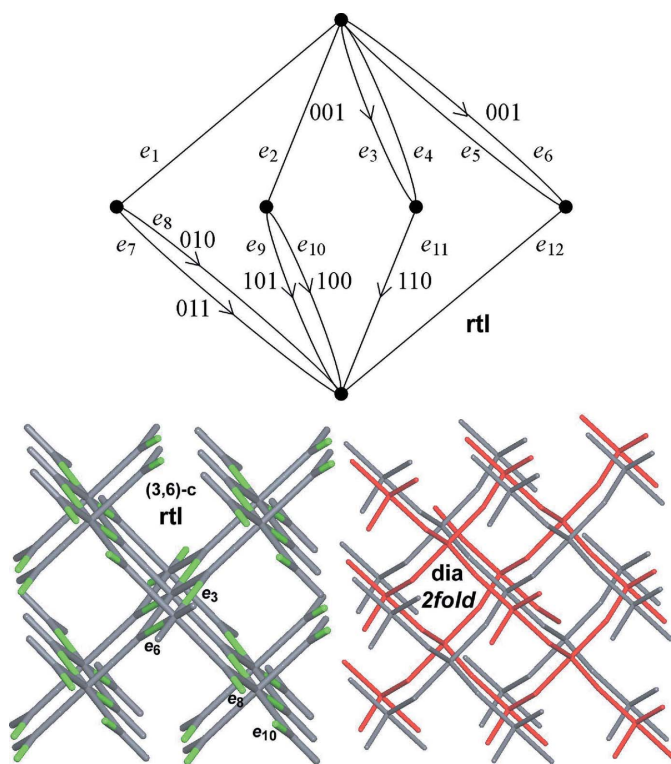 001
001
e1
e2
e3
e4
e5
e6
e7
e8
010
011
e9
e10
101
100
e11
110
e12
rtl
(3,6)-c
rtl
e3
e6
e8
e10
dia
2fold